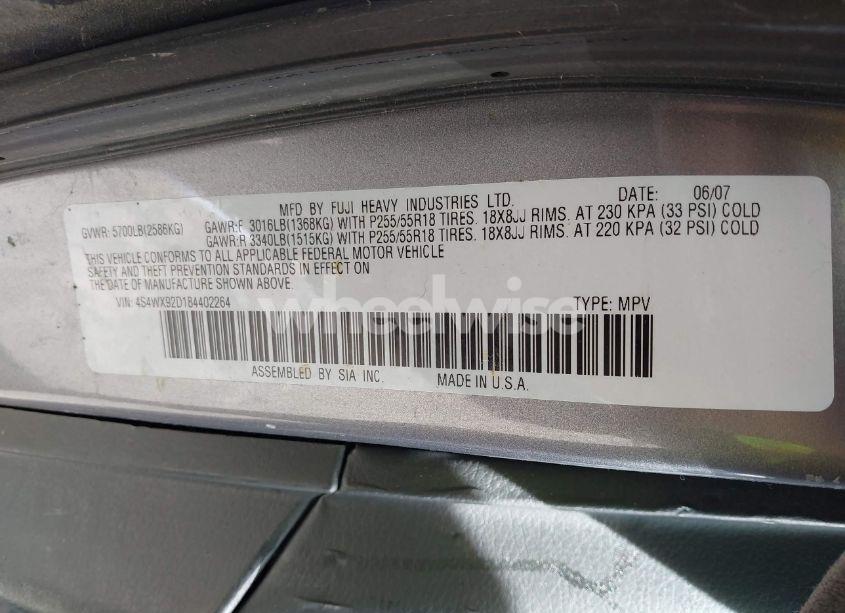 MFD BY FUJI HEAVY INDUSTRIES LTD. DATE: 06/07
GVWR: 5700LB(2586KG) GAWR:F 3016LB(1368KG) WITH P255/55R18 TIRES. 18X8JJ RIMS. AT 230 KPA (33 PSI) COLD
GAWR:R 3340LB(1515KG) WITH P255/55R18 TIRES. 18X8JJ RIMS. AT 220 KPA (32 PSI) COLD
THIS VEHICLE CONFORMS TO ALL APPLICABLE FEDERAL MOTOR VEHICLE
SAFETY AND THEFT PREVENTION STANDARDS IN EFFECT ON
THE DATE OF MANUFACTURE SHOWN ABOVE.
VIN: 4S4WX92D184402264 TYPE: MPV
wheelwise
ASSEMBLED BY SIA INC. MADE IN U.S.A.